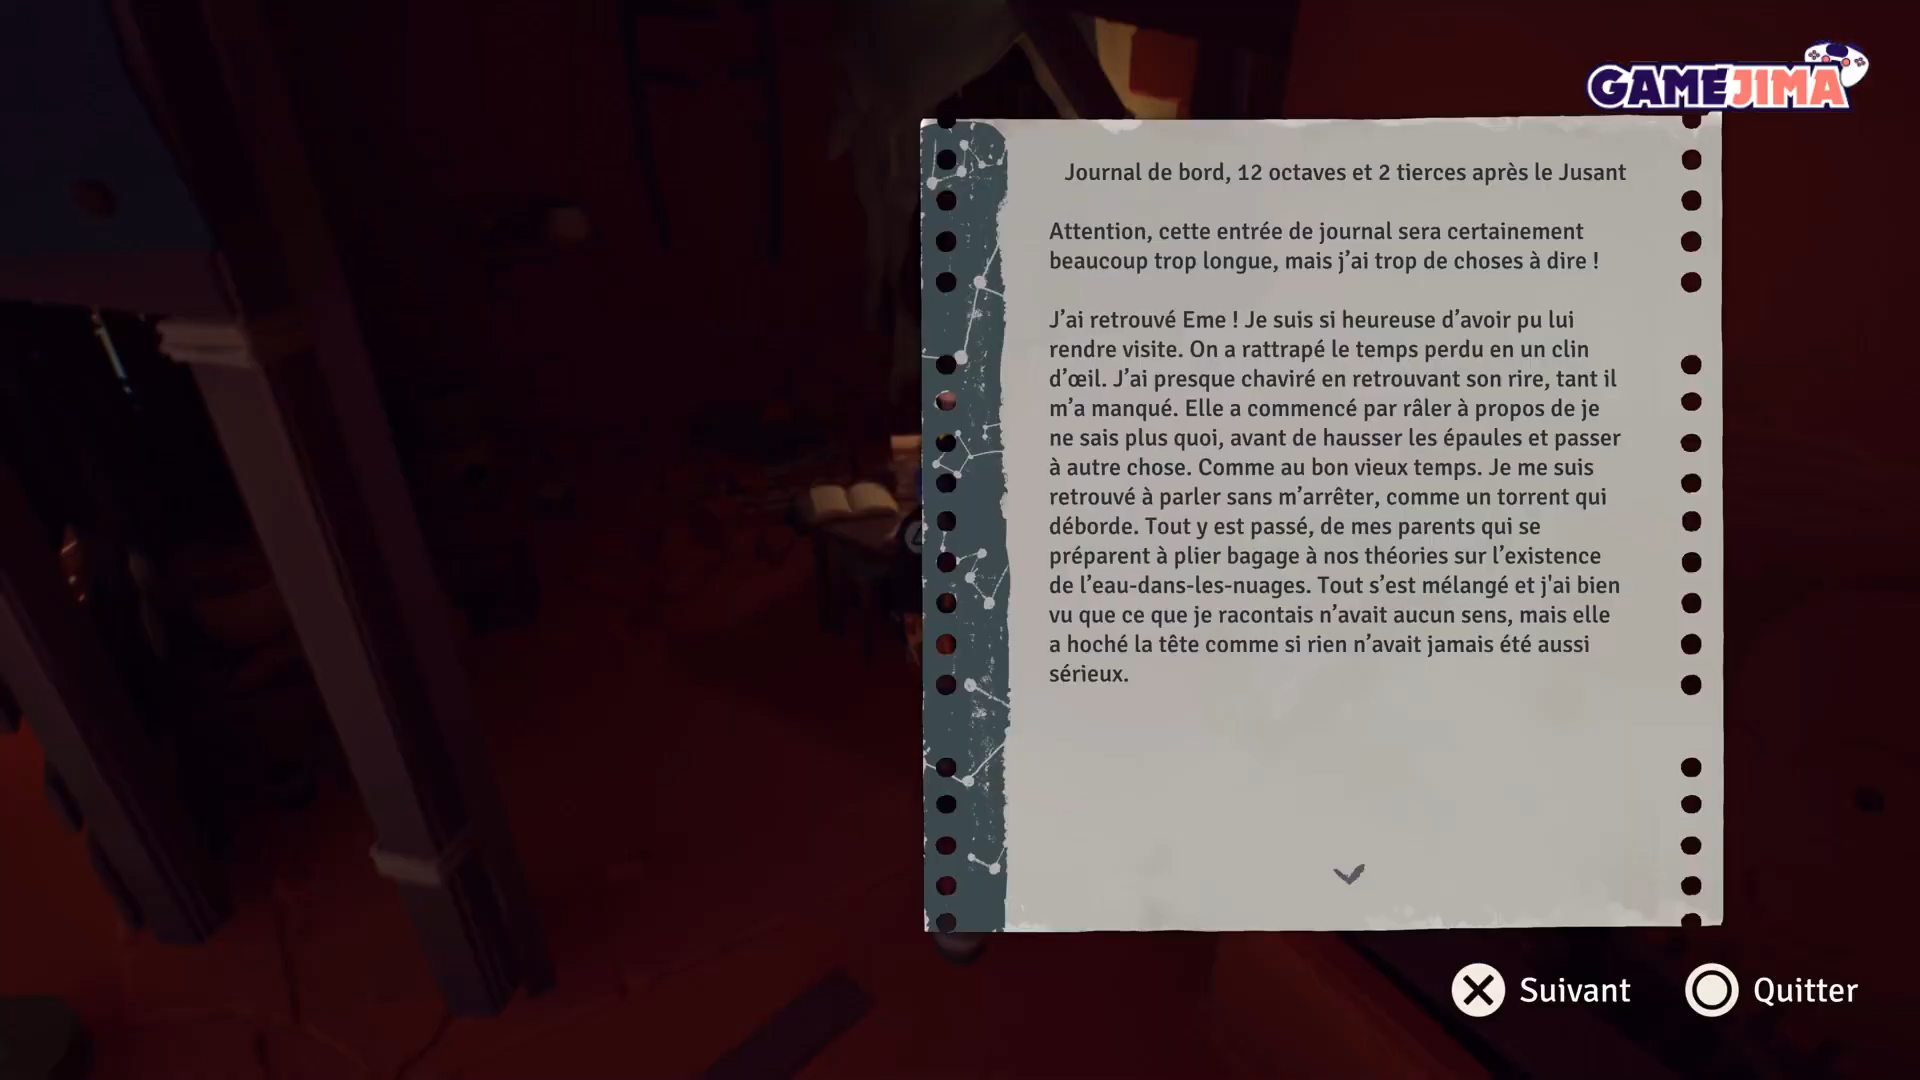 GAMEJIMA
Journal de bord, 12 octaves et 2 tierces après le Jusant
Attention, cette entrée de journal sera certainement
beaucoup trop longue, mais j’ai trop de choses à dire !
J’ai retrouvé Eme ! Je suis si heureuse d’avoir pu lui
rendre visite. On a rattrapé le temps perdu en un clin
d’œil. J’ai presque chaviré en retrouvant son rire, tant il
m’a manqué. Elle a commencé par râler à propos de je
ne sais plus quoi, avant de hausser les épaules et passer
à autre chose. Comme au bon vieux temps. Je me suis
retrouvé à parler sans m’arrêter, comme un torrent qui
déborde. Tout y est passé, de mes parents qui se
préparent à plier bagage à nos théories sur l’existence
de l’eau-dans-les-nuages. Tout s’est mélangé et j'ai bien
vu que ce que je racontais n’avait aucun sens, mais elle
a hoché la tête comme si rien n’avait jamais été aussi
sérieux.
Suivant
Quitter